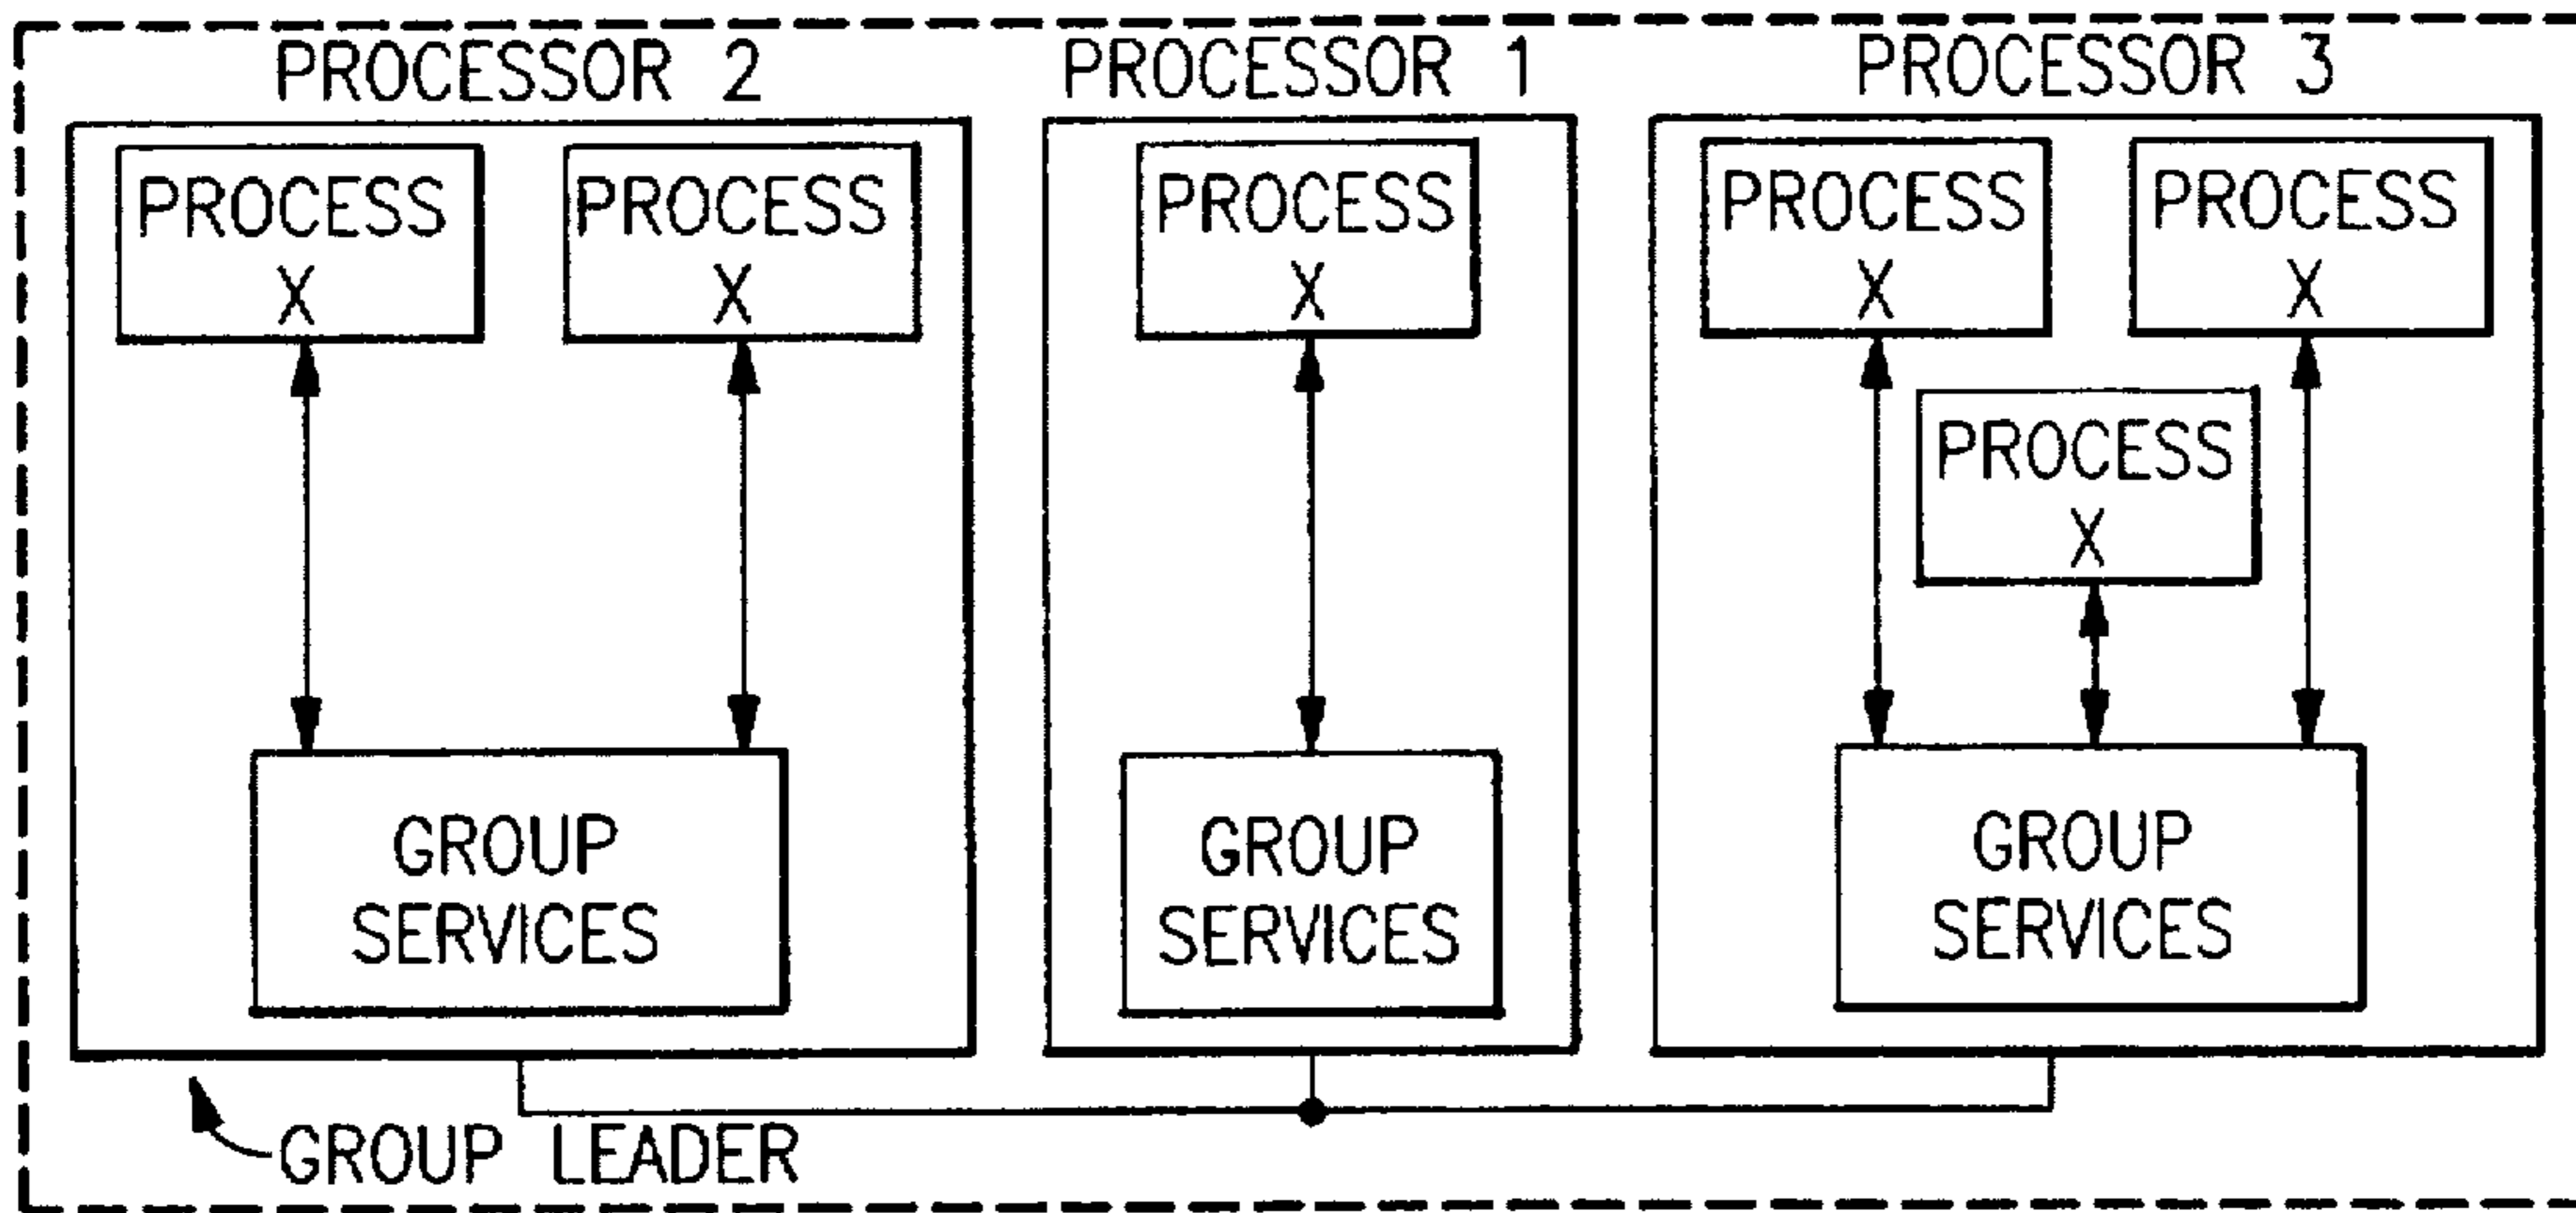 PROCESSOR 2
PROCESSOR 1
PROCESSOR 3
PROCESS
X
PROCESS
X
PROCESS
X
PROCESS
X
PROCESS
X
PROCESS
X
GROUP
SERVICES
GROUP
SERVICES
GROUP
SERVICES
GROUP LEADER